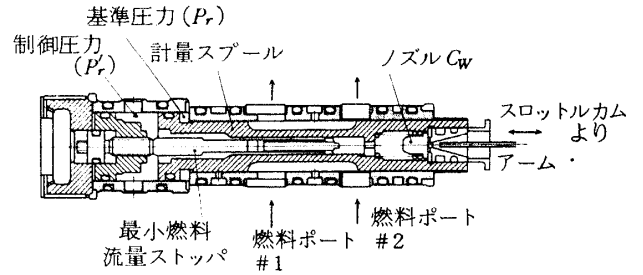 基準圧力(Pr)
制御圧力
(P′r)
計量スプール
ノズル Cw
スロットルカム
より
アーム
最小燃料
流量ストッパ
燃料ポート
#1
燃料ポート
#2